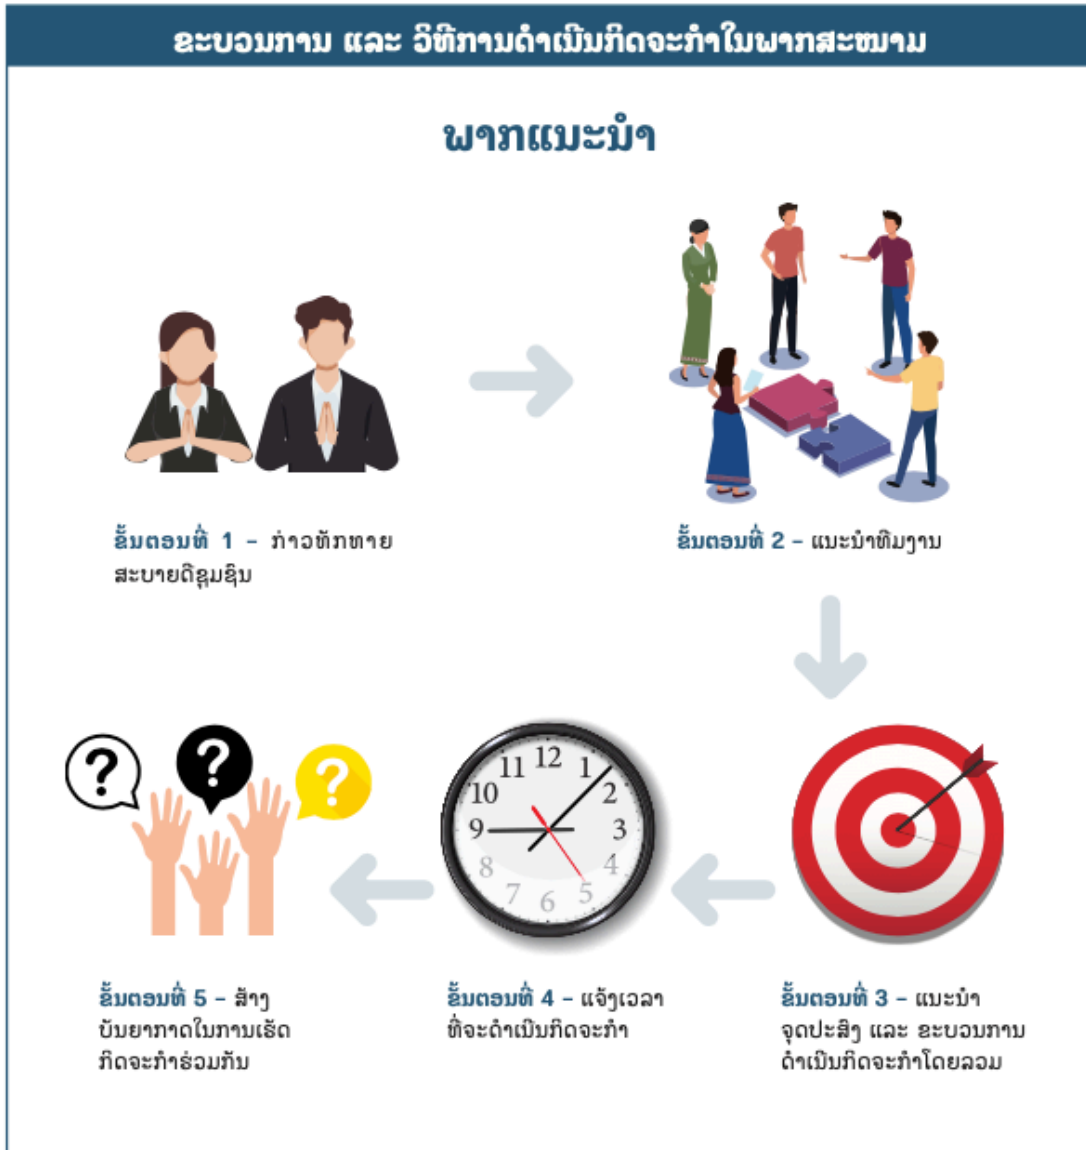 ຂະບວນການ ແລະ ວິທີການດຳເນີນກິດຈະກຳໃນພາກສະໜາມ
ພາກແນະນຳ
ຂັ້ນຕອນທີ່ 1 – ກ່າວທັກທາຍ
ສະບາຍດີຊຸມຊົນ
ຂັ້ນຕອນທີ່ 2 – ແນະນຳທີມງານ
?
?
?
12
11
1
10
2
9
3
8
4
7
6
5
ຂັ້ນຕອນທີ່ 5 – ສ້າງ
ບັນຍາກາດໃນການເຮັດ
ກິດຈະກຳຮ່ວມກັນ
ຂັ້ນຕອນທີ່ 4 – ແຈ້ງເວລາ
ທີ່ຈະດຳເນີນກິດຈະກຳ
ຂັ້ນຕອນທີ່ 3 – ແນະນຳ
ຈຸດປະສົງ ແລະ ຂະບວນການ
ດຳເນີນກິດຈະກຳໂດຍລວມ